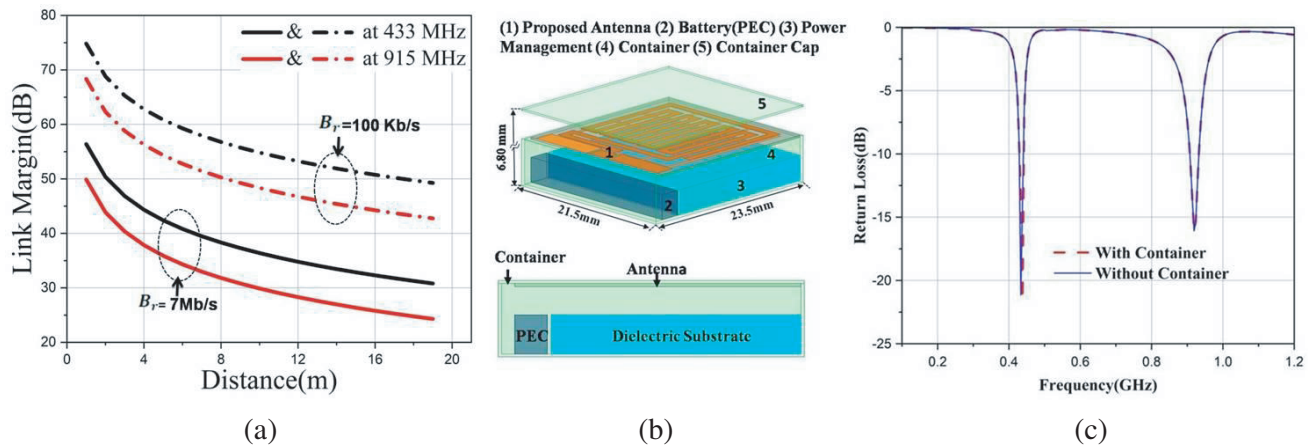 80
70
60
50
40
30
20
Link Margin(dB)
& at 433 MHz
& at 915 MHz
Br=100 Kb/s
Br= 7Mb/s
0 4 8 12 16 20
Distance(m)
(a)
(1) Proposed Antenna (2) Battery(PEC) (3) Power
Management (4) Container (5) Container Cap
5
6.80 mm
1
4
3
2
21.5mm
23.5mm
Container
Antenna
PEC
Dielectric Substrate
(b)
0
-5
-10
-15
-20
-25
Return Loss(dB)
With Container
Without Container
0.2 0.4 0.6 0.8 1.0 1.2
Frequency(GHz)
(c)